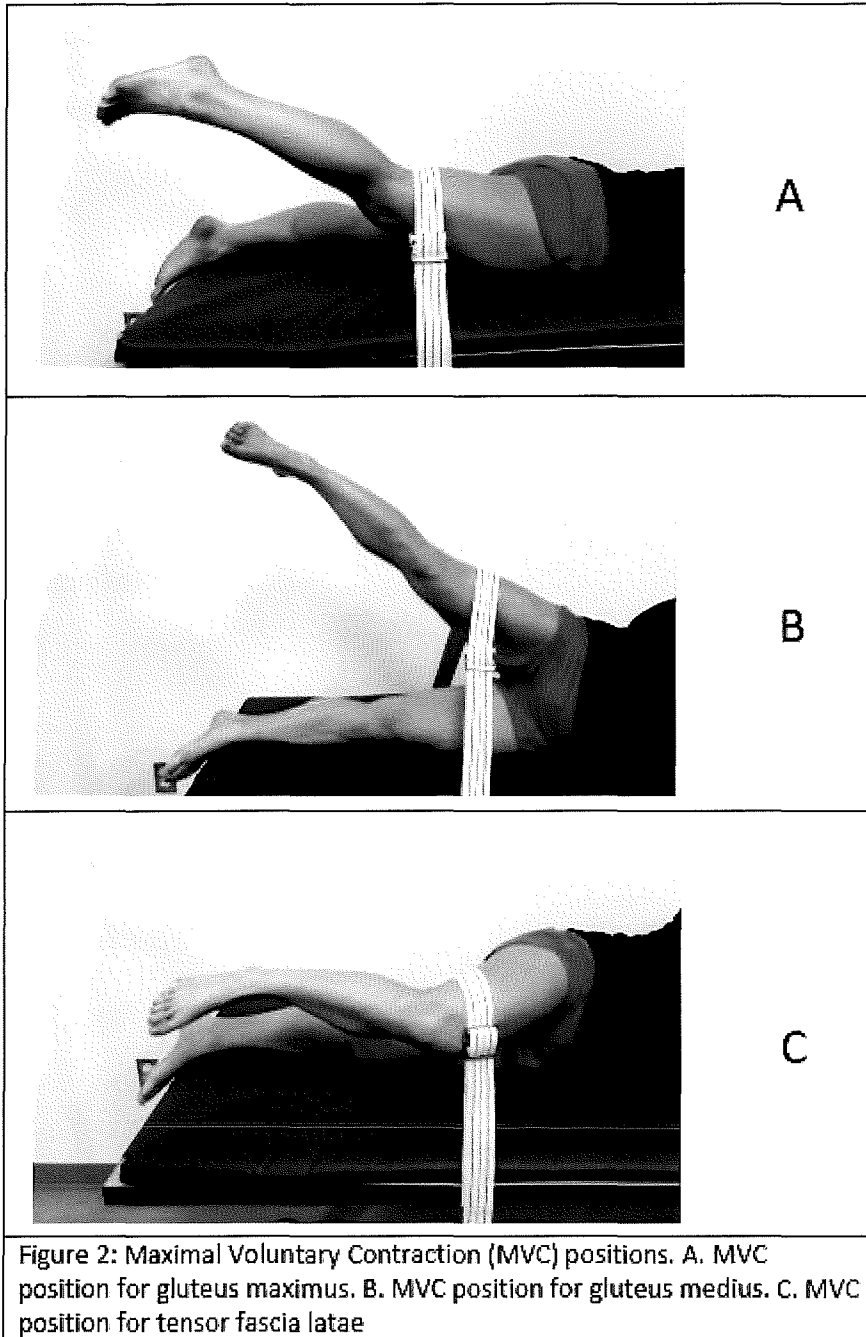 A
B
C
Figure 2: Maximal Voluntary Contraction (MVC) positions. A. MVC
position for gluteus maximus. B. MVC position for gluteus medius. C. MVC
position for tensor fascia latae